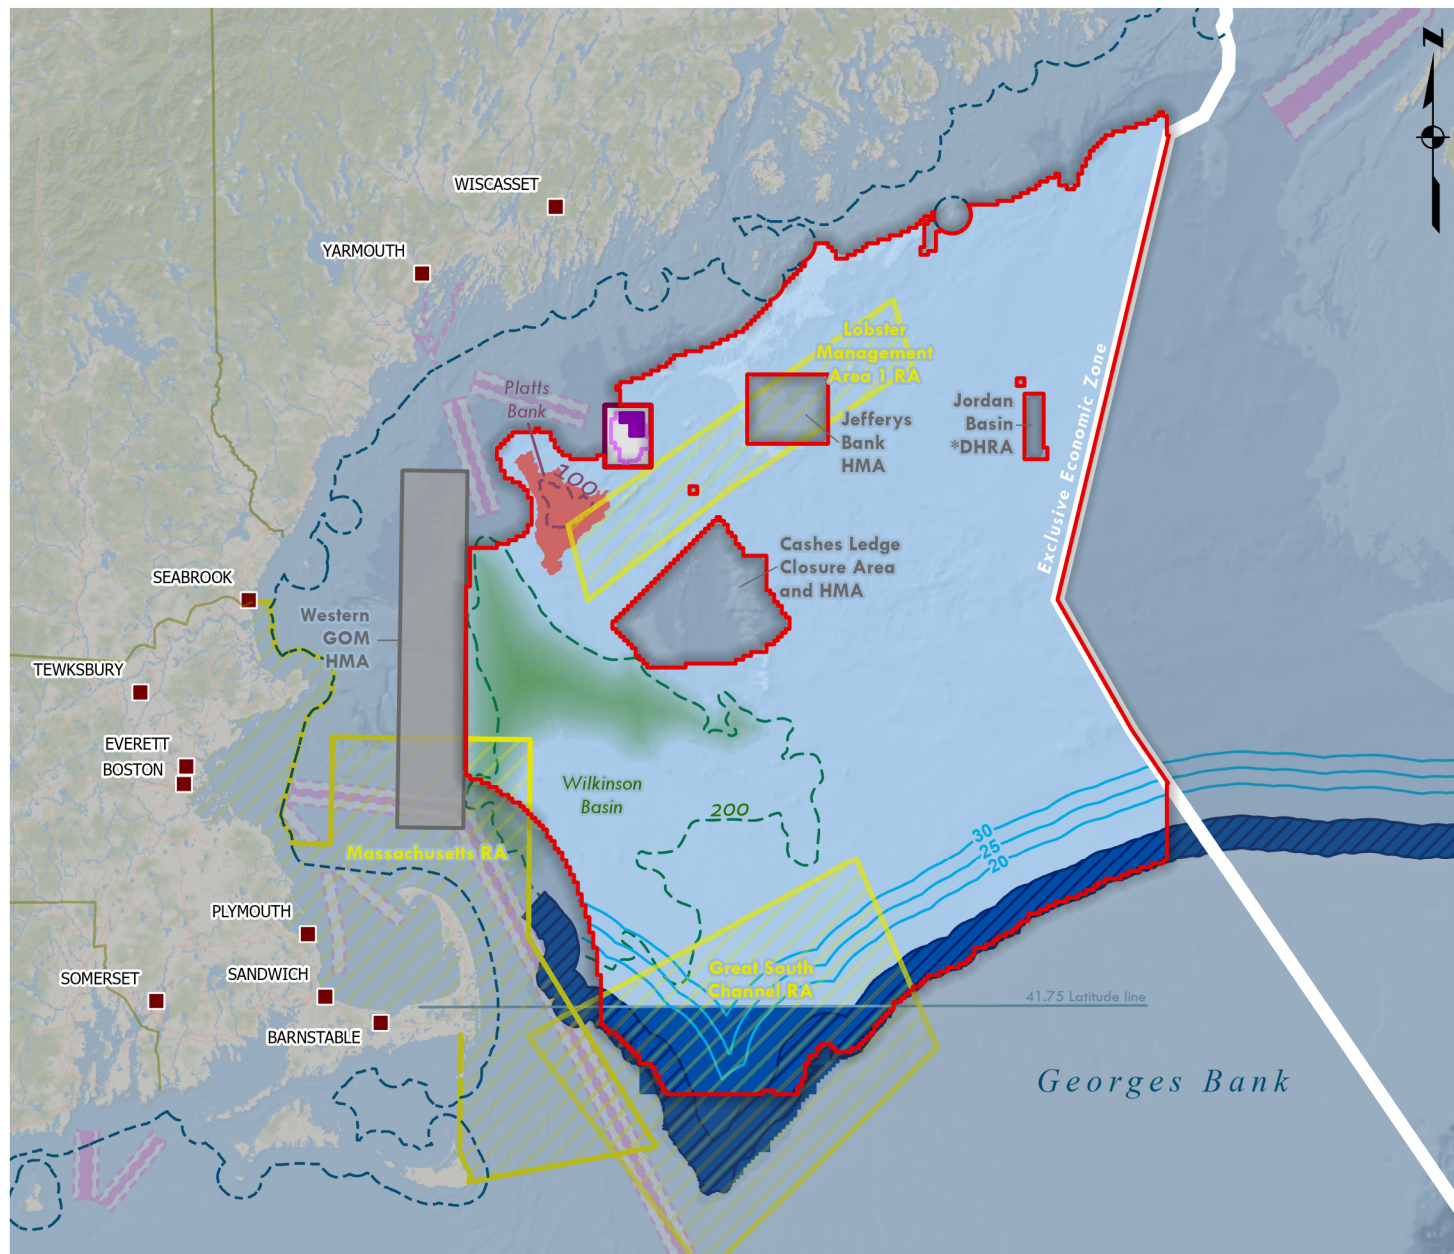 N
WISCASSET
YARMOUTH
Lobster
Management
Area 1 RA
Platts
Bank
100
Jefferys
Bank
HMA
Jordan
Basin
*DHRA
Exclusive Economic Zone
Cashes Ledge
Closure Area
and HMA
SEABROOK
Western
GOM
HMA
TEWKSBURY
EVERETT
BOSTON
Wilkinson
Basin
200
30
25
20
Massachusetts RA
PLYMOUTH
SOMERSET
SANDWICH
Great South
Channel RA
41.75 Latitude line
BARNSTABLE
Georges Bank